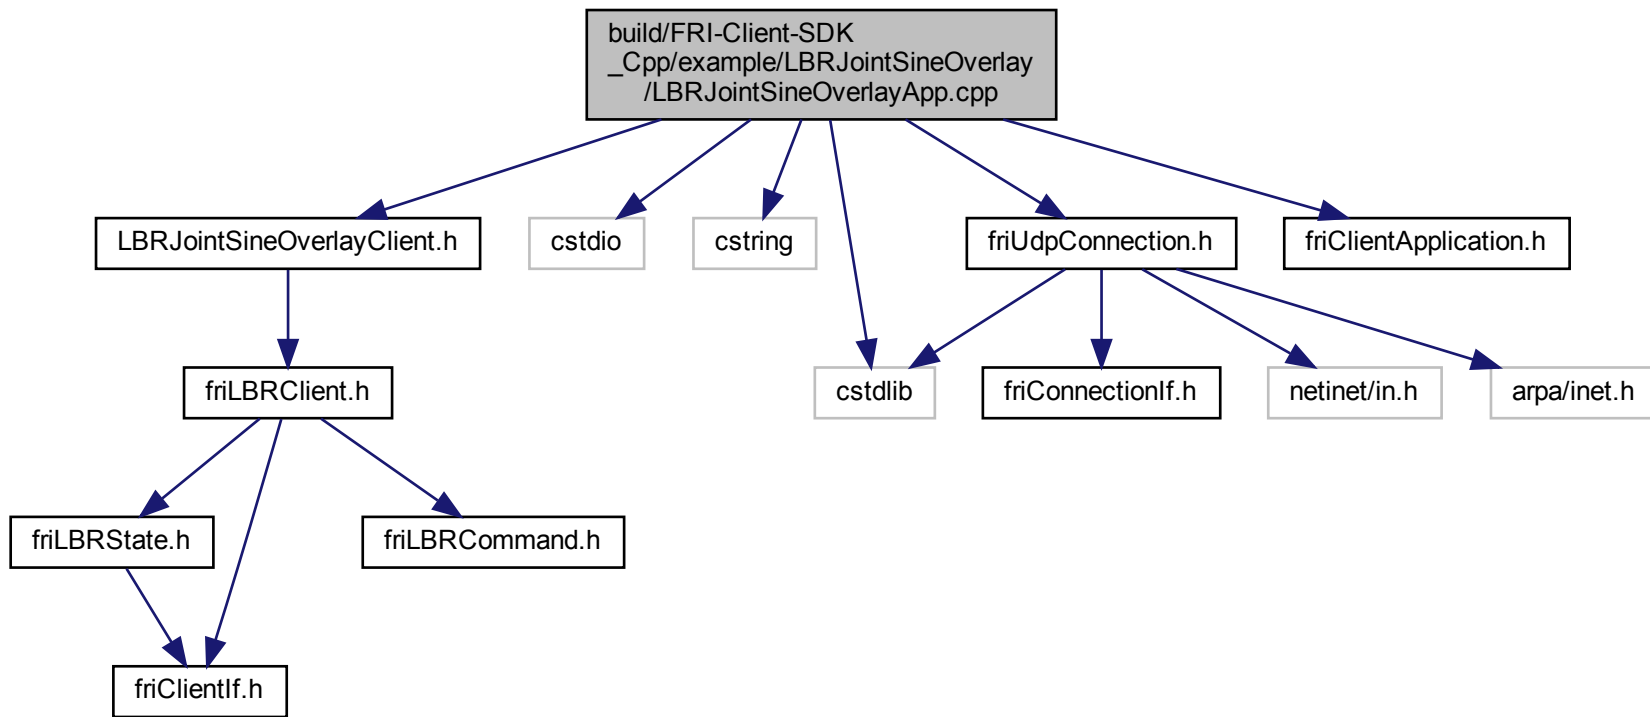 build/FRI-Client-SDK
_Cpp/example/LBRJointSineOverlay
/LBRJointSineOverlayApp.cpp
LBRJointSineOverlayClient.h
cstdio
cstring
friUdpConnection.h
friClientApplication.h
friLBRClient.h
cstdlib
friConnectionIf.h
netinet/in.h
arpa/inet.h
friLBRState.h
friLBRCommand.h
friClientIf.h